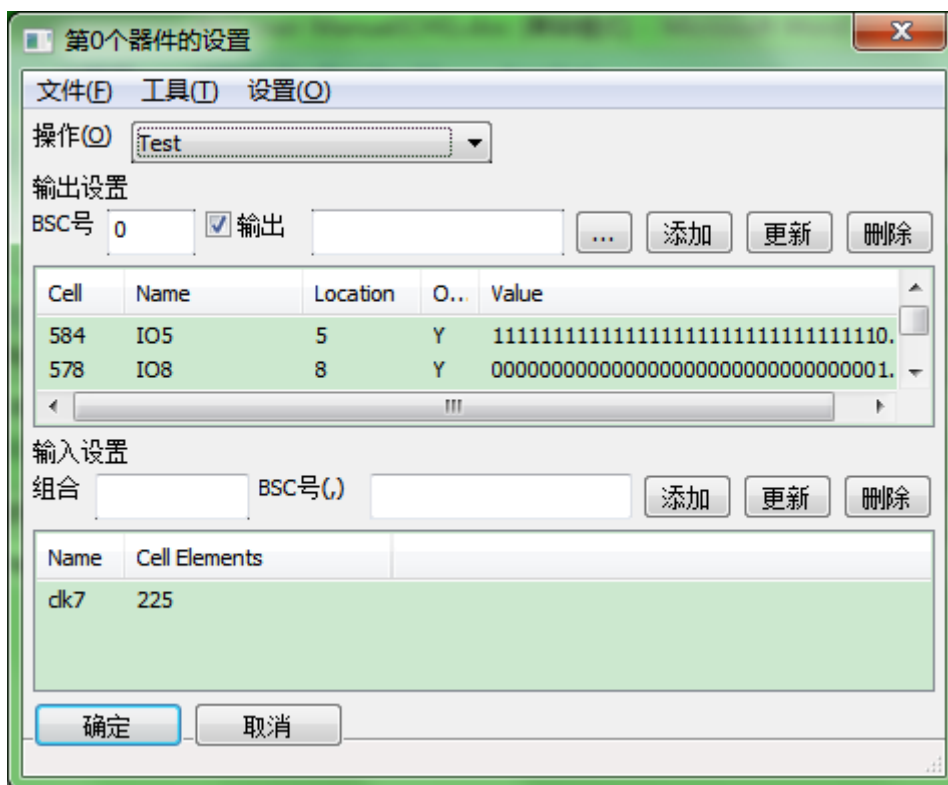 第0个器件的设置
文件(F) 工具(T) 设置(O)
操作(O) Test
输出设置
BSC号 0 输出 ... 添加 更新 删除
Cell Name Location O... Value
584 IO5 5 Y 11111111111111111111111111111111110.
578 IO8 8 Y 00000000000000000000000000000000001.
输入设置
组合 BSC号(,) 添加 更新 删除
Name Cell Elements
clk7 225
确定 取消